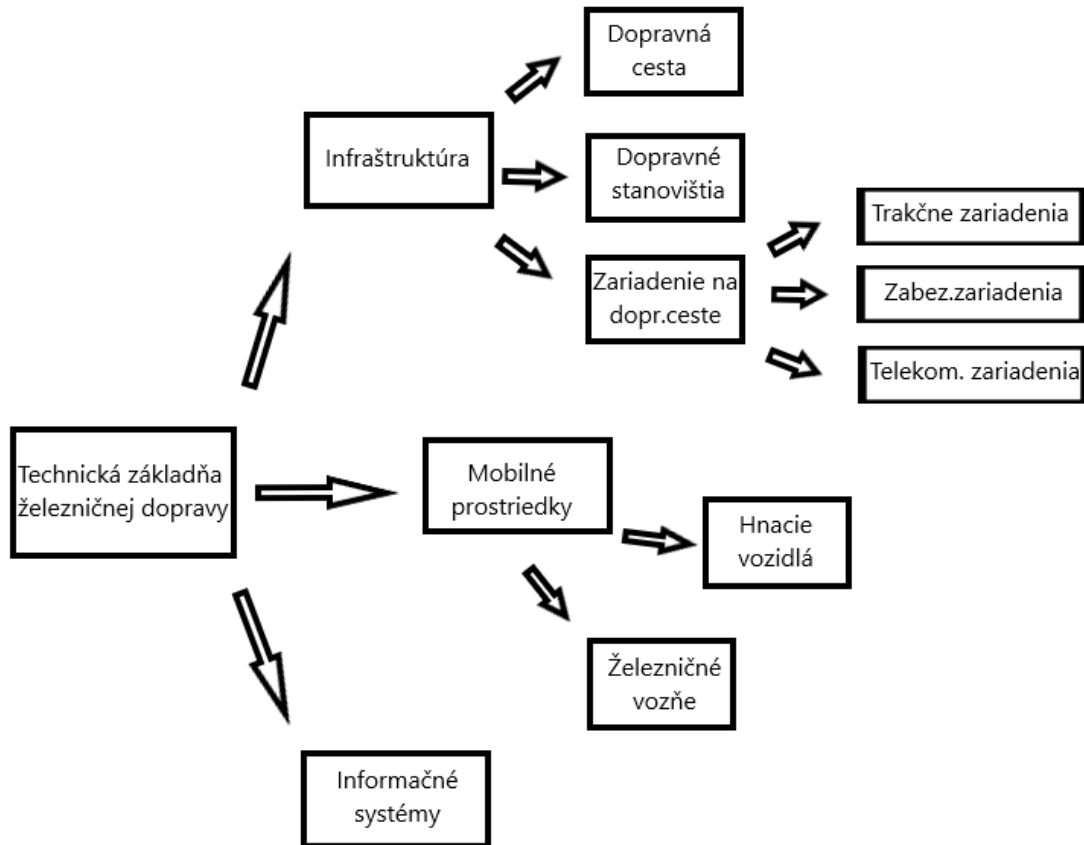 Dopravná
cesta
Infraštruktúra
Dopravné
stanovištia
Trakčne zariadenia
Zariadenie na
dopr.ceste
Zabez.zariadenia
Telekom. zariadenia
Technická základňa
železničnej dopravy
Mobilné
prostriedky
Hnacie
vozidlá
Železničné
vozňe
Informačné
systémy